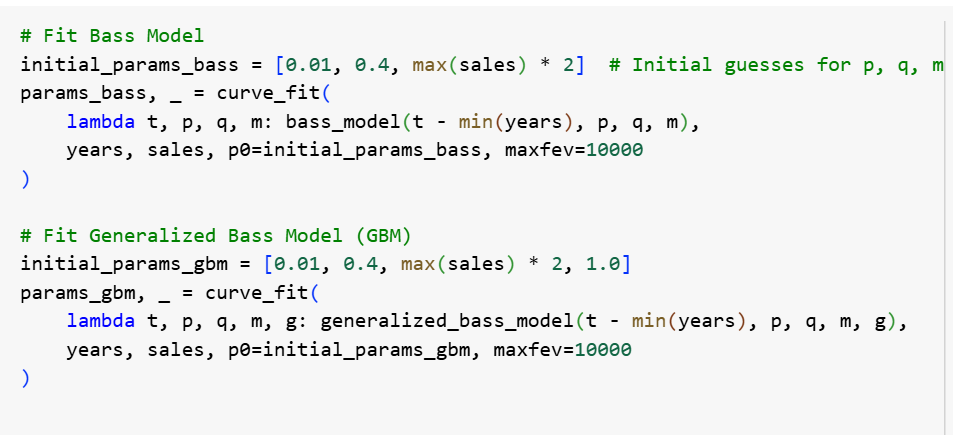 # Fit Bass Model
initial_params_bass = [0.01, 0.4, max(sales) * 2]  # Initial guesses for p, q, m
params_bass, _ = curve_fit(
    lambda t, p, q, m: bass_model(t - min(years), p, q, m),
    years, sales, p0=initial_params_bass, maxfev=10000
)

# Fit Generalized Bass Model (GBM)
initial_params_gbm = [0.01, 0.4, max(sales) * 2, 1.0]
params_gbm, _ = curve_fit(
    lambda t, p, q, m, g: generalized_bass_model(t - min(years), p, q, m, g),
    years, sales, p0=initial_params_gbm, maxfev=10000
)